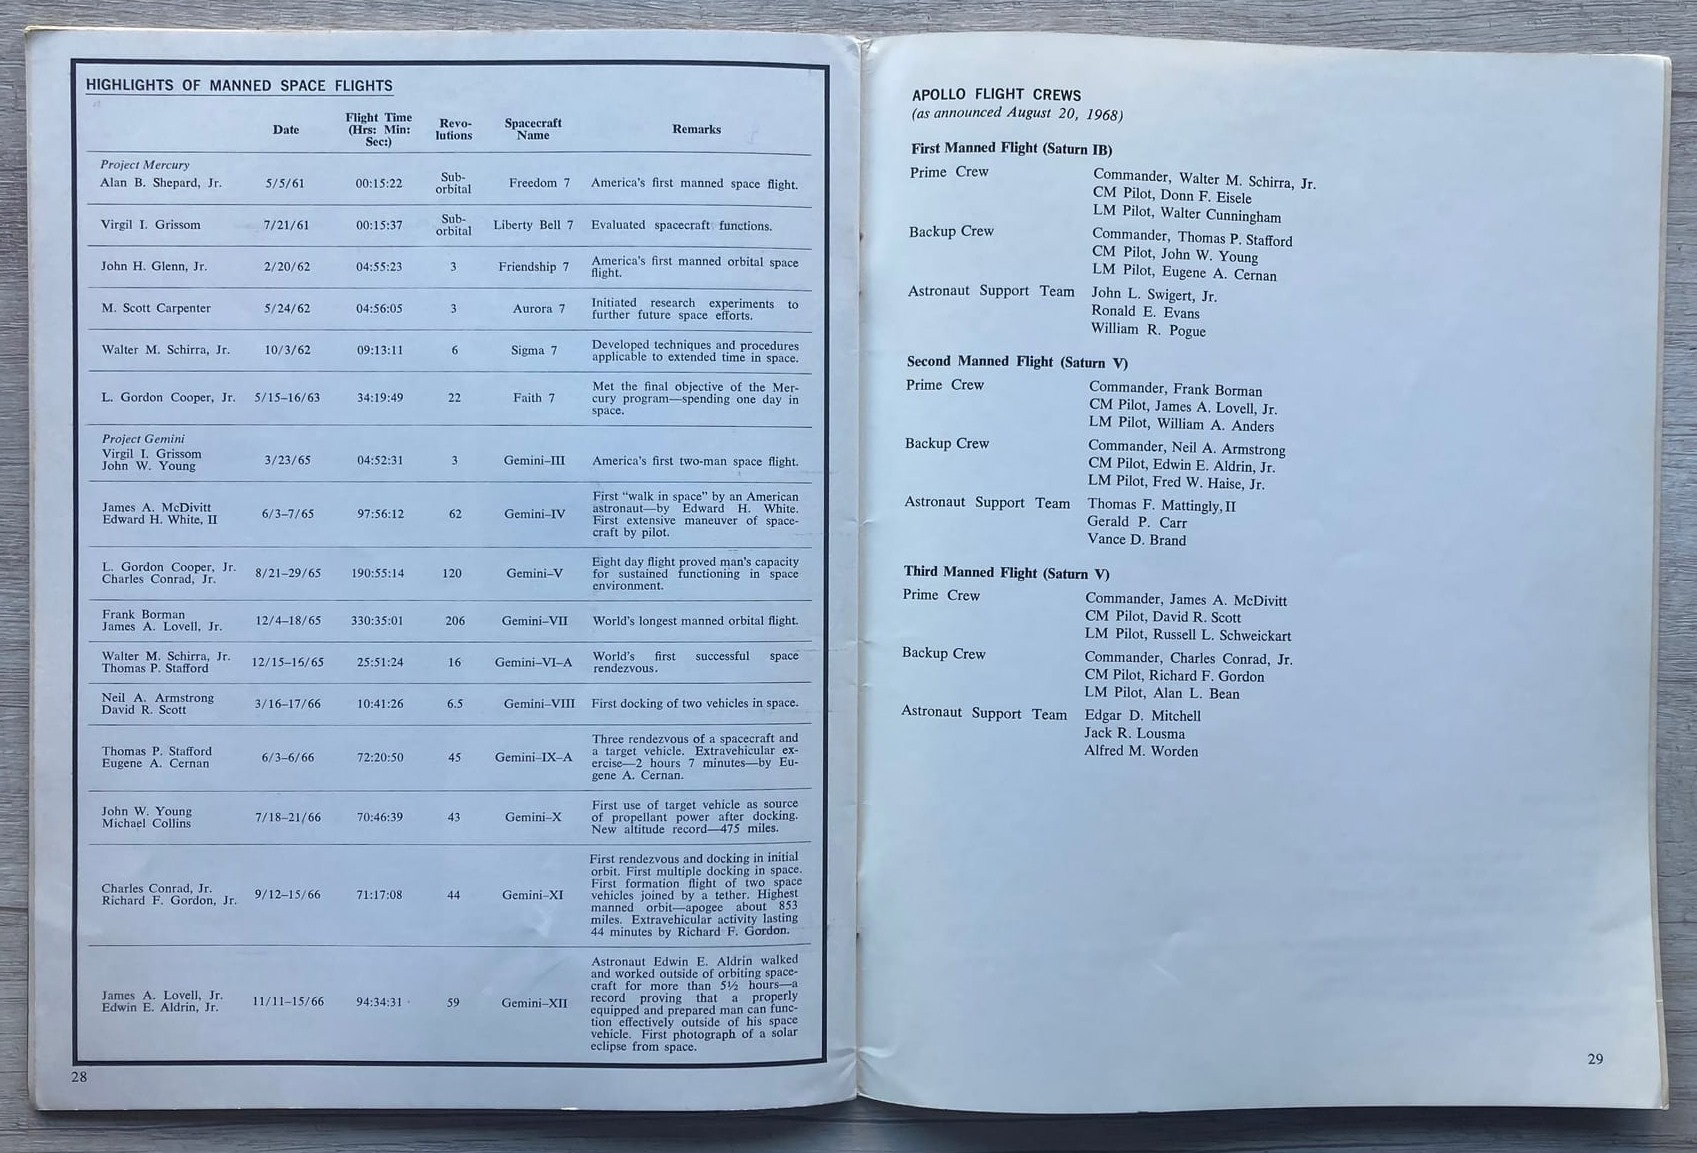 HIGHLIGHTS OF MANNED SPACE FLIGHTS
Date
Flight Time
(Hrs: Min:
Sec:)
Revo-
lutions
Spacecraft
Name
Remarks
Project Mercury
Alan B. Shepard, Jr. 5/5/61 00:15:22 Sub-
orbital Freedom 7 America's first manned space flight.
Virgil I. Grissom 7/21/61 00:15:37 Sub-
orbital Liberty Bell 7 Evaluated spacecraft functions.
John H. Glenn, Jr. 2/20/62 04:55:23 3 Friendship 7 America's first manned orbital space
flight.
M. Scott Carpenter 5/24/62 04:56:05 3 Aurora 7 Initiated research experiments to
further future space efforts.
Walter M. Schirra, Jr. 10/3/62 09:13:11 6 Sigma 7 Developed techniques and procedures
applicable to extended time in space.
L. Gordon Cooper, Jr. 5/15–16/63 34:19:49 22 Faith 7 Met the final objective of the Mer-
cury program—spending one day in
space.
Project Gemini
Virgil I. Grissom
John W. Young 3/23/65 04:52:31 3 Gemini–III America's first two-man space flight.
James A. McDivitt
Edward H. White, II 6/3–7/65 97:56:12 62 Gemini–IV First "walk in space" by an American
astronaut—by Edward H. White.
First extensive maneuver of space-
craft by pilot.
L. Gordon Cooper, Jr.
Charles Conrad, Jr. 8/21–29/65 190:55:14 120 Gemini–V Eight day flight proved man's capacity
for sustained functioning in space
environment.
Frank Borman
James A. Lovell, Jr. 12/4–18/65 330:35:01 206 Gemini–VII World's longest manned orbital flight.
Walter M. Schirra, Jr.
Thomas P. Stafford 12/15–16/65 25:51:24 16 Gemini–VI–A World's first successful space
rendezvous.
Neil A. Armstrong
David R. Scott 3/16–17/66 10:41:26 6.5 Gemini–VIII First docking of two vehicles in space.
Thomas P. Stafford
Eugene A. Cernan 6/3–6/66 72:20:50 45 Gemini–IX–A Three rendezvous of a spacecraft and
a target vehicle. Extravehicular ex-
ercise—2 hours 7 minutes—by Eu-
gene A. Cernan.
John W. Young
Michael Collins 7/18–21/66 70:46:39 43 Gemini–X First use of target vehicle as source
of propellant power after docking.
New altitude record—475 miles.
Charles Conrad, Jr.
Richard F. Gordon, Jr. 9/12–15/66 71:17:08 44 Gemini–XI First rendezvous and docking in initial
orbit. First multiple docking in space.
First formation flight of two space
vehicles joined by a tether. Highest
manned orbit—apogee about 853
miles. Extravehicular activity lasting
44 minutes by Richard F. Gordon.
James A. Lovell, Jr.
Edwin E. Aldrin, Jr. 11/11–15/66 94:34:31 59 Gemini–XII Astronaut Edwin E. Aldrin walked
and worked outside of orbiting space-
craft for more than 5½ hours—a
record proving that a properly
equipped and prepared man can func-
tion effectively outside of his space
vehicle. First photograph of a solar
eclipse from space.
28
APOLLO FLIGHT CREWS
(as announced August 20, 1968)
First Manned Flight (Saturn IB)
Prime Crew Commander, Walter M. Schirra, Jr.
CM Pilot, Donn F. Eisele
LM Pilot, Walter Cunningham
Backup Crew Commander, Thomas P. Stafford
CM Pilot, John W. Young
LM Pilot, Eugene A. Cernan
Astronaut Support Team John L. Swigert, Jr.
Ronald E. Evans
William R. Pogue
Second Manned Flight (Saturn V)
Prime Crew Commander, Frank Borman
CM Pilot, James A. Lovell, Jr.
LM Pilot, William A. Anders
Backup Crew Commander, Neil A. Armstrong
CM Pilot, Edwin E. Aldrin, Jr.
LM Pilot, Fred W. Haise, Jr.
Astronaut Support Team Thomas F. Mattingly, II
Gerald P. Carr
Vance D. Brand
Third Manned Flight (Saturn V)
Prime Crew Commander, James A. McDivitt
CM Pilot, David R. Scott
LM Pilot, Russell L. Schweickart
Backup Crew Commander, Charles Conrad, Jr.
CM Pilot, Richard F. Gordon
LM Pilot, Alan L. Bean
Astronaut Support Team Edgar D. Mitchell
Jack R. Lousma
Alfred M. Worden
29